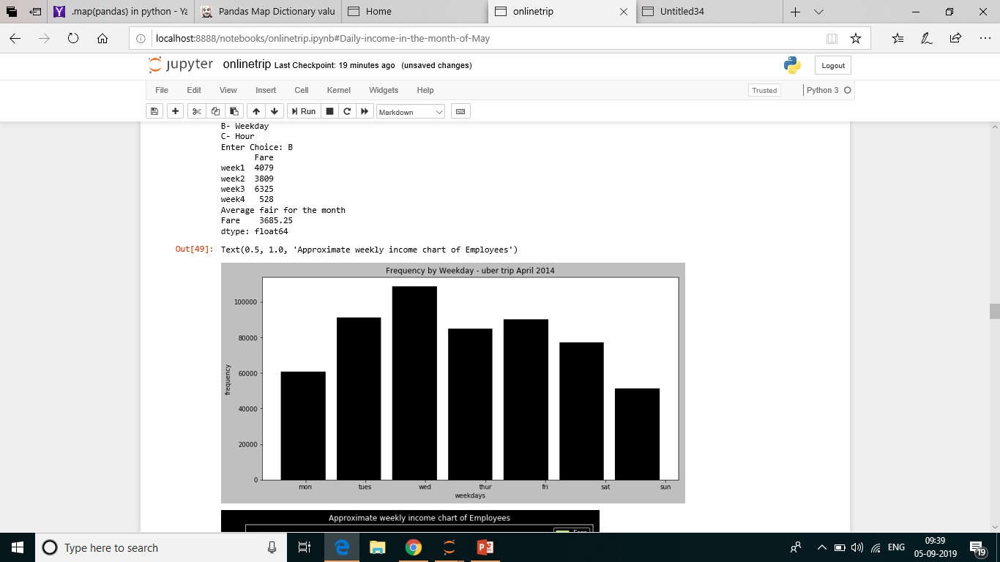 .map(pandas) in python - Ya
Pandas Map Dictionary valu
Home
onlinetrip
Untitled34
localhost:8888/notebooks/onlinetrip.ipynb#Daily-income-in-the-month-of-May
jupyter onlinetrip Last Checkpoint: 19 minutes ago (unsaved changes)
Logout
File Edit View Insert Cell Kernel Widgets Help
Trusted
Python 3
Run
Markdown
B- Weekday
C- Hour
Enter Choice: B
Fare
week1 4079
week2 3809
week3 6325
week4 528
Average fair for the month
Fare 3685.25
dtype: float64
Out[49]: Text(0.5, 1.0, 'Approximate weekly income chart of Employees')
Frequency by Weekday - uber trip April 2014
100000
80000
60000
40000
20000
0
frequency
mon tues wed thur fri sat sun
weekdays
Approximate weekly income chart of Employees
Type here to search
ENG
09:39
05-09-2019
19